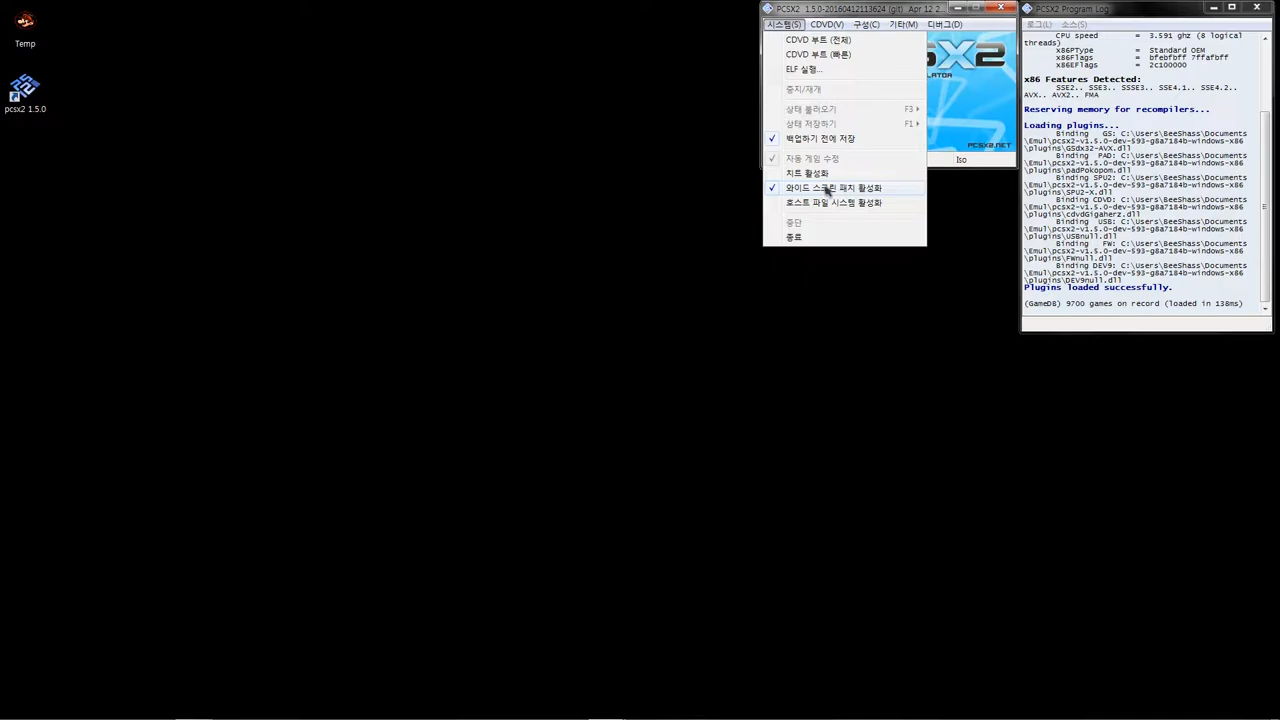 Temp
pcsx2 1.5.0
PCSX2 1.5.0-20160412113624 (git) Apr 12 2...
시스템(S) CDVD(V) 구성(C) 기타(M) 디버그(D)
CDVD 부트 (전체)
CDVD 부트 (빠른)
ELF 실행...
중지/재개
상태 불러오기 F3
상태 저장하기 F1
백업하기 전에 저장
자동 게임 수정
치트 활성화
와이드 스크린 패치 활성화
호스트 파일 시스템 활성화
중단
종료
SX2
ULATOR
PCSX2.NET
Iso
PCSX2 Program Log
로그(L) 소스(S)
CPU speed = 3.591 ghz (8 logical
threads)
x86PType = Standard OEM
x86Flags = bfebfbff 7ffafbff
x86EFlags = 2c100000
x86 Features Detected:
SSE2.. SSE3.. SSSE3.. SSE4.1.. SSE4.2..
AVX.. AVX2.. FMA
Reserving memory for recompilers...
Loading plugins...
Binding GS: C:\Users\BeeShass\Documents
\Emul\pcsx2-v1.5.0-dev-593-g8a7184b-windows-x86
\plugins\GSdx32-AVX.dll
Binding PAD: C:\Users\BeeShass\Documents
\Emul\pcsx2-v1.5.0-dev-593-g8a7184b-windows-x86
\plugins\padPokopom.dll
Binding SPU2: C:\Users\BeeShass\Documents
\Emul\pcsx2-v1.5.0-dev-593-g8a7184b-windows-x86
\plugins\SPU2-X.dll
Binding CDVD: C:\Users\BeeShass\Documents
\Emul\pcsx2-v1.5.0-dev-593-g8a7184b-windows-x86
\plugins\cdvdGigaherz.dll
Binding USB: C:\Users\BeeShass\Documents
\Emul\pcsx2-v1.5.0-dev-593-g8a7184b-windows-x86
\plugins\USBnull.dll
Binding FW: C:\Users\BeeShass\Documents
\Emul\pcsx2-v1.5.0-dev-593-g8a7184b-windows-x86
\plugins\FWnull.dll
Binding DEV9: C:\Users\BeeShass\Documents
\Emul\pcsx2-v1.5.0-dev-593-g8a7184b-windows-x86
\plugins\DEV9null.dll
Plugins loaded successfully.
(GameDB) 9700 games on record (loaded in 138ms)